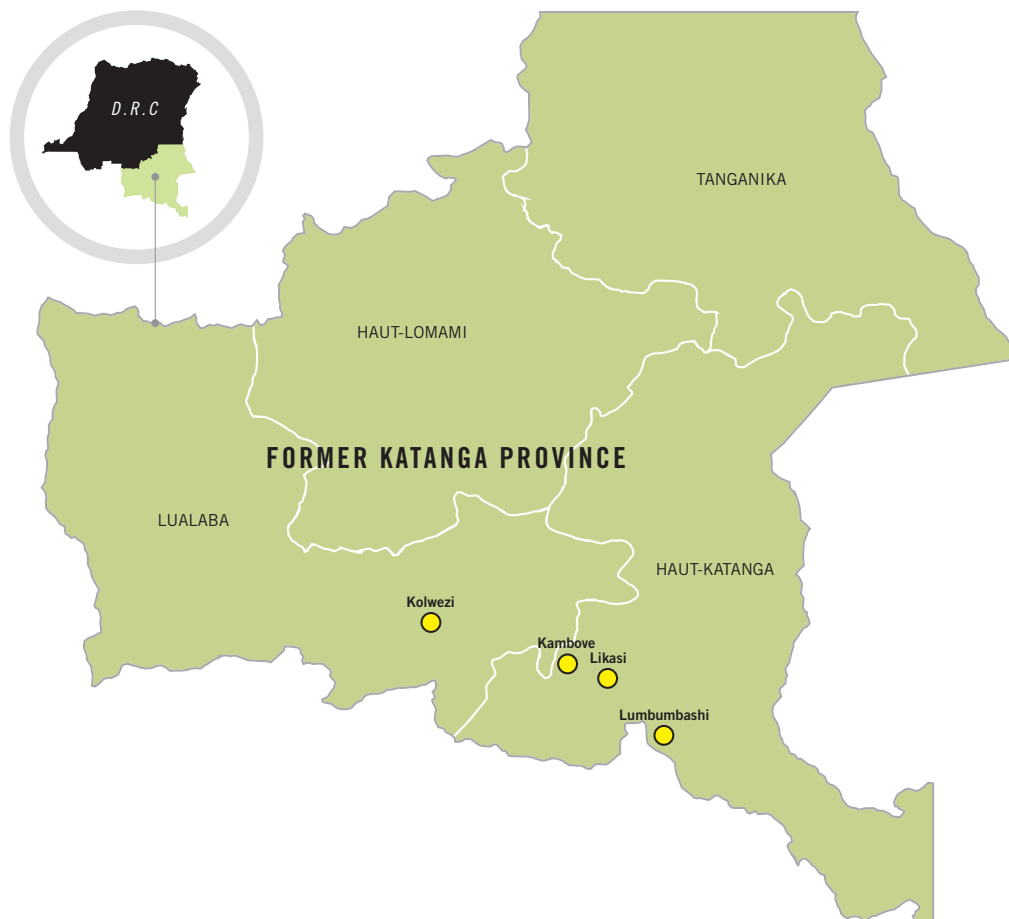 D.R.C
TANGANIKA
HAUT-LOMAMI
FORMER KATANGA PROVINCE
LUALABA
HAUT-KATANGA
Kolwezi
Kambove
Likasi
Lumbumbashi